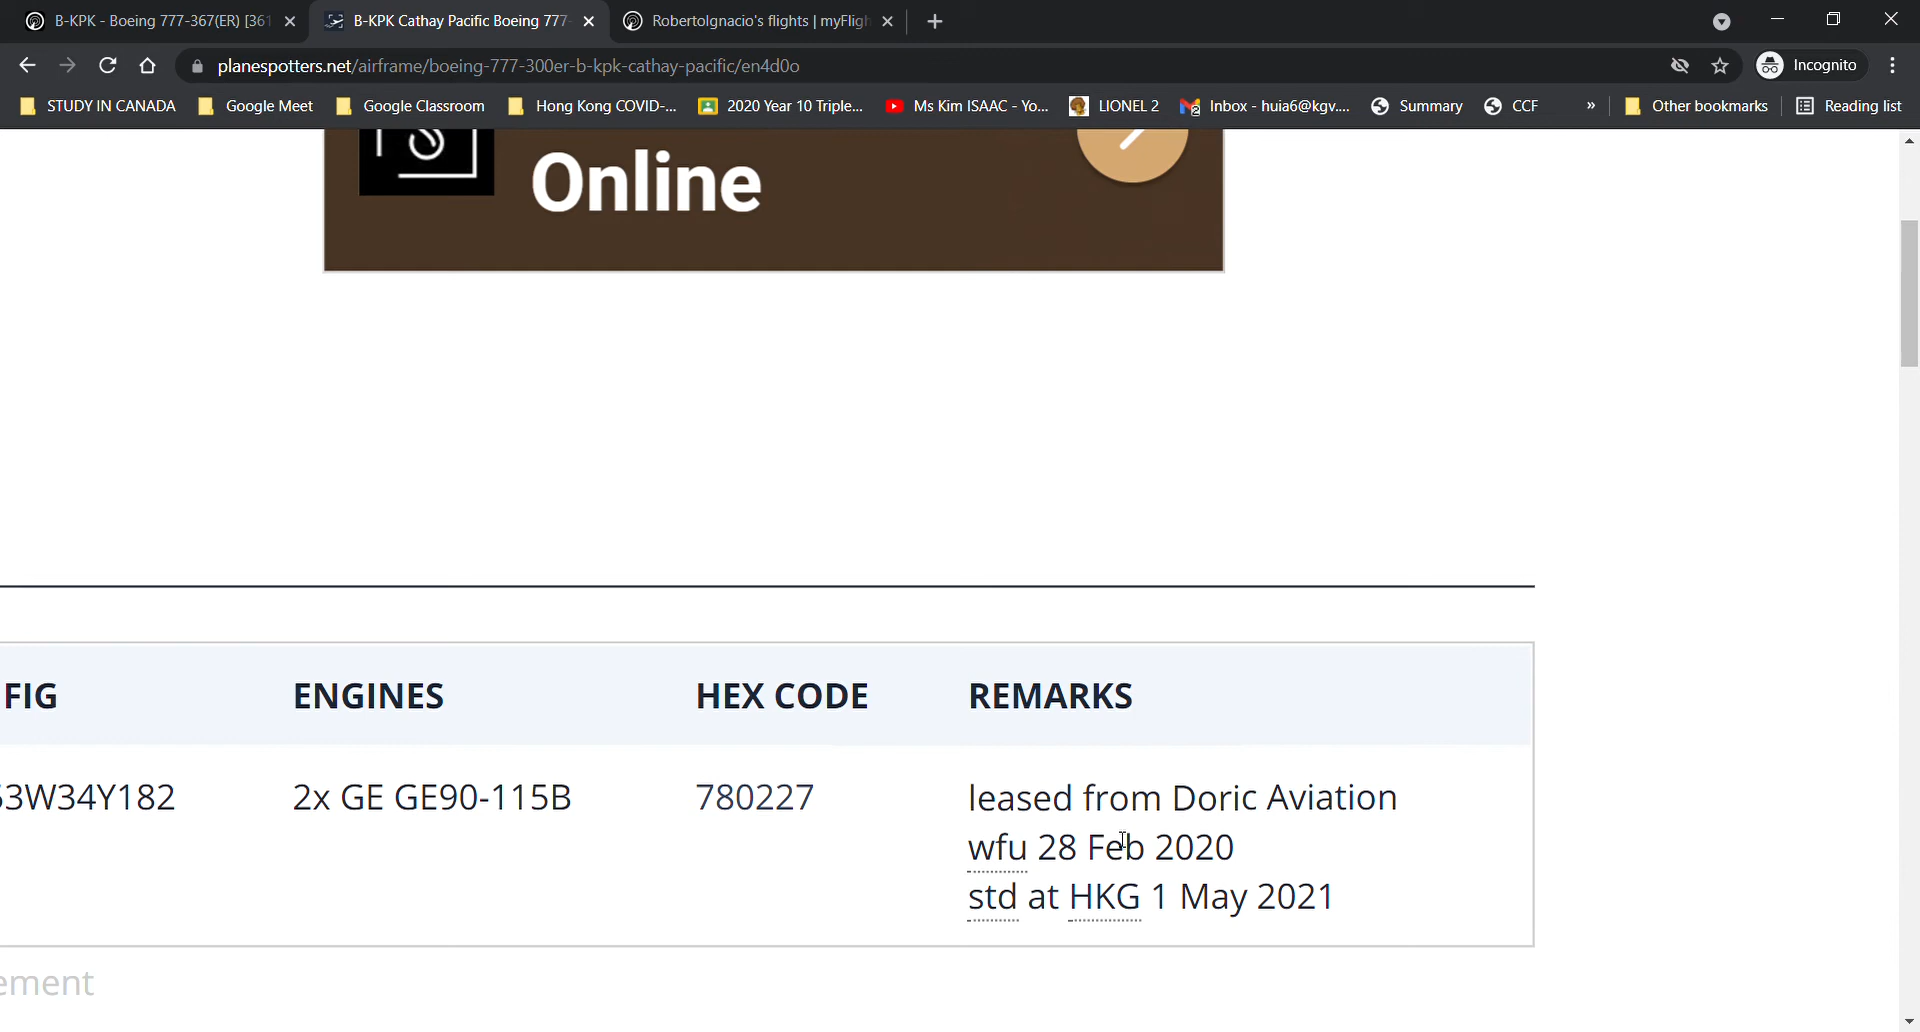 B-KPK - Boeing 777-367(ER) [361
B-KPK Cathay Pacific Boeing 777-
RobertoIgnacio's flights | myFligh
planespotters.net/airframe/boeing-777-300er-b-kpk-cathay-pacific/en4d0o
Incognito
STUDY IN CANADA
Google Meet
Google Classroom
Hong Kong COVID-...
2020 Year 10 Triple...
Ms Kim ISAAC - Yo...
LIONEL 2
Inbox - huia6@kgv....
Summary
CCF
»
Other bookmarks
Reading list
Online
FIG
ENGINES
HEX CODE
REMARKS
53W34Y182
2x GE GE90-115B
780227
leased from Doric Aviation
wfu 28 Feb 2020
std at HKG 1 May 2021
ement